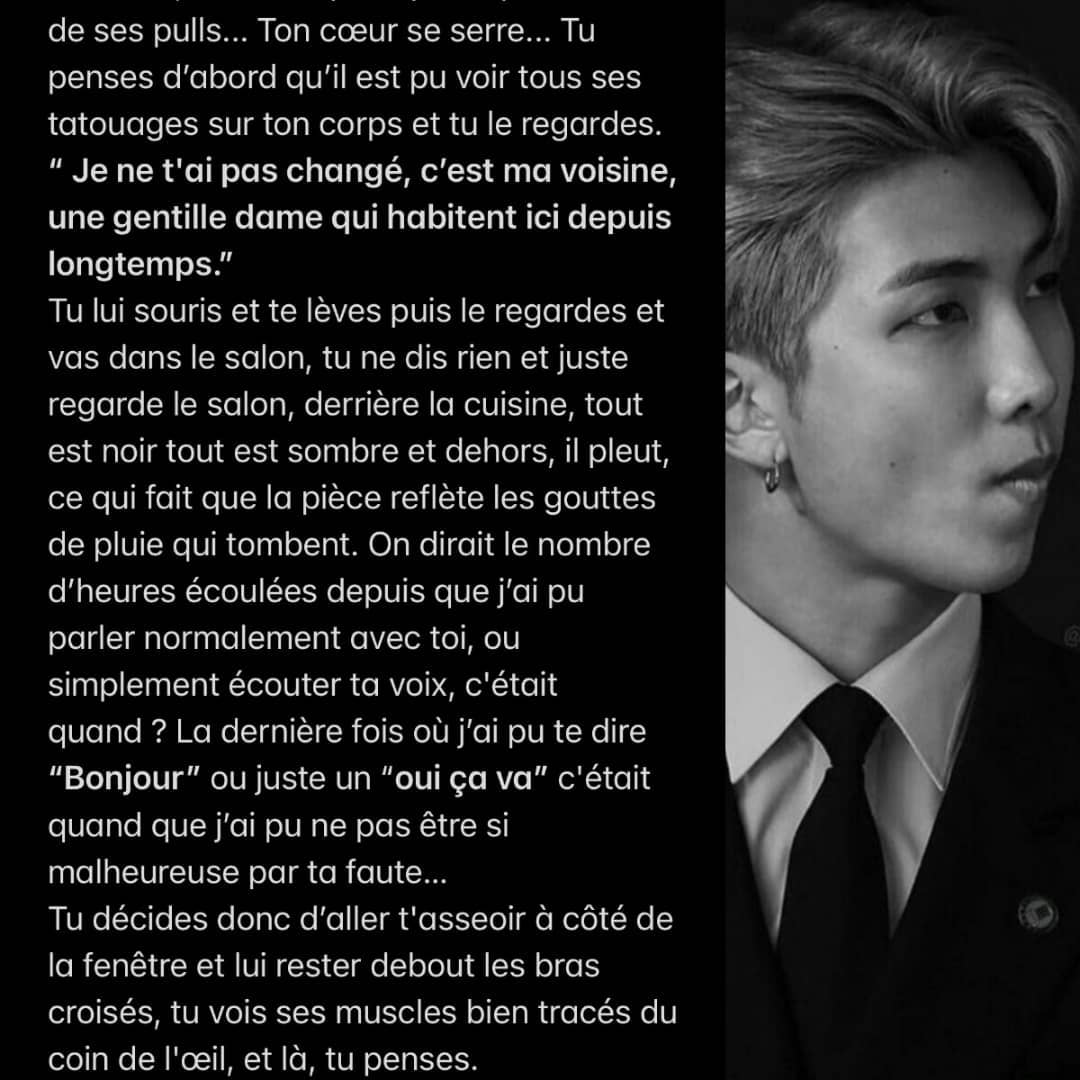 de ses pulls... Ton cœur se serre... Tu
penses d’abord qu’il est pu voir tous ses
tatouages sur ton corps et tu le regardes.
“ Je ne t'ai pas changé, c’est ma voisine,
une gentille dame qui habitent ici depuis
longtemps.”
Tu lui souris et te lèves puis le regardes et
vas dans le salon, tu ne dis rien et juste
regarde le salon, derrière la cuisine, tout
est noir tout est sombre et dehors, il pleut,
ce qui fait que la pièce reflète les gouttes
de pluie qui tombent. On dirait le nombre
d’heures écoulées depuis que j’ai pu
parler normalement avec toi, ou
simplement écouter ta voix, c'était
quand ? La dernière fois où j’ai pu te dire
“Bonjour” ou juste un “oui ça va” c'était
quand que j’ai pu ne pas être si
malheureuse par ta faute...
Tu décides donc d’aller t'asseoir à côté de
la fenêtre et lui rester debout les bras
croisés, tu vois ses muscles bien tracés du
coin de l'œil, et là, tu penses.